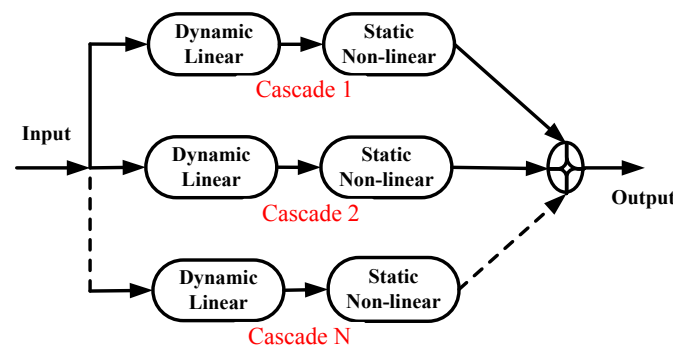 Dynamic
Linear
Static
Non-linear
Cascade 1
Input
Dynamic
Linear
Static
Non-linear
Cascade 2
Output
Dynamic
Linear
Static
Non-linear
Cascade N